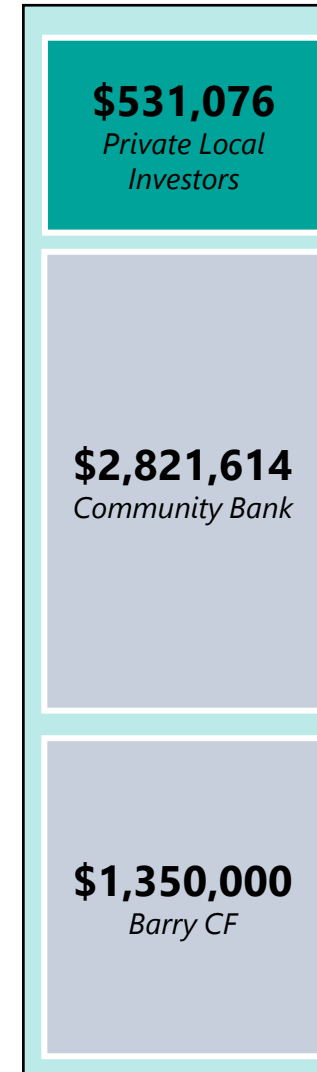 $531,076
Private Local
Investors
$2,821,614
Community Bank
$1,350,000
Barry CF